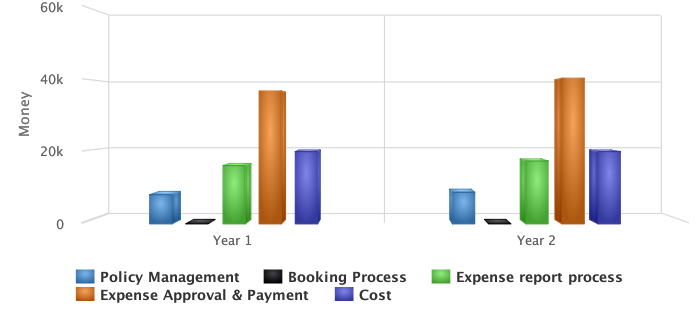 60k
40k
20k
0
Money
Year 1
Year 2
Policy Management
Booking Process
Expense report process
Expense Approval & Payment
Cost